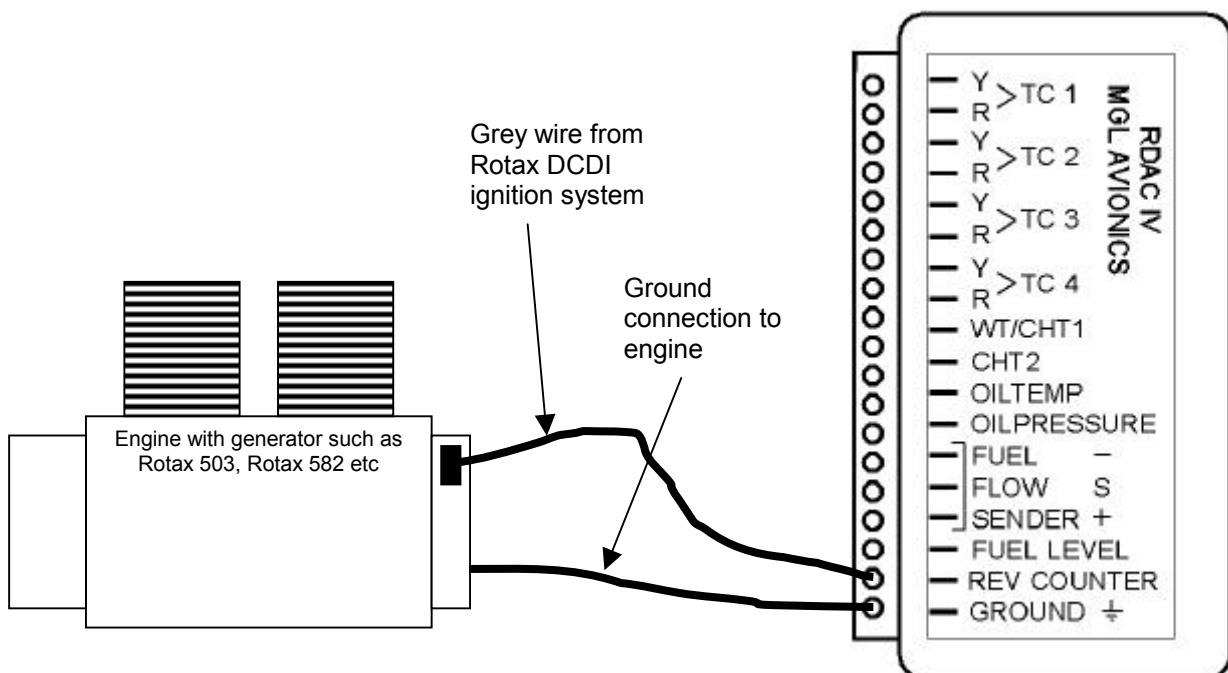 Grey wire from
Rotax DCDI
ignition system
Ground
connection to
engine
Engine with generator such as
Rotax 503, Rotax 582 etc
Y
R
>TC 1
Y
R
>TC 2
Y
R
>TC 3
Y
R
>TC 4
WT/CHT1
CHT2
OILTEMP
OILPRESSURE
FUEL −
FLOW S
SENDER +
FUEL LEVEL
REV COUNTER
GROUND ⏚
RDAC IV
MGL AVIONICS